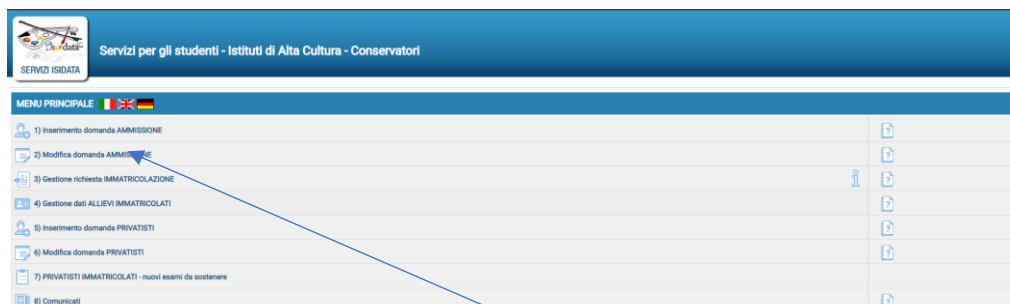 Isidata
SERVIZI ISIDATA
Servizi per gli studenti - Istituti di Alta Cultura - Conservatori
MENU PRINCIPALE
1) Inserimento domanda AMMISSIONE
2) Modifica domanda AMMISSIONE
3) Gestione richiesta IMMATRICOLAZIONE
4) Gestione dati ALLIEVI IMMATRICOLATI
5) Inserimento domanda PRIVATISTI
6) Modifica domanda PRIVATISTI
7) PRIVATISTI IMMATRICOLATI - nuovi esami da sostenere
8) Comunicati